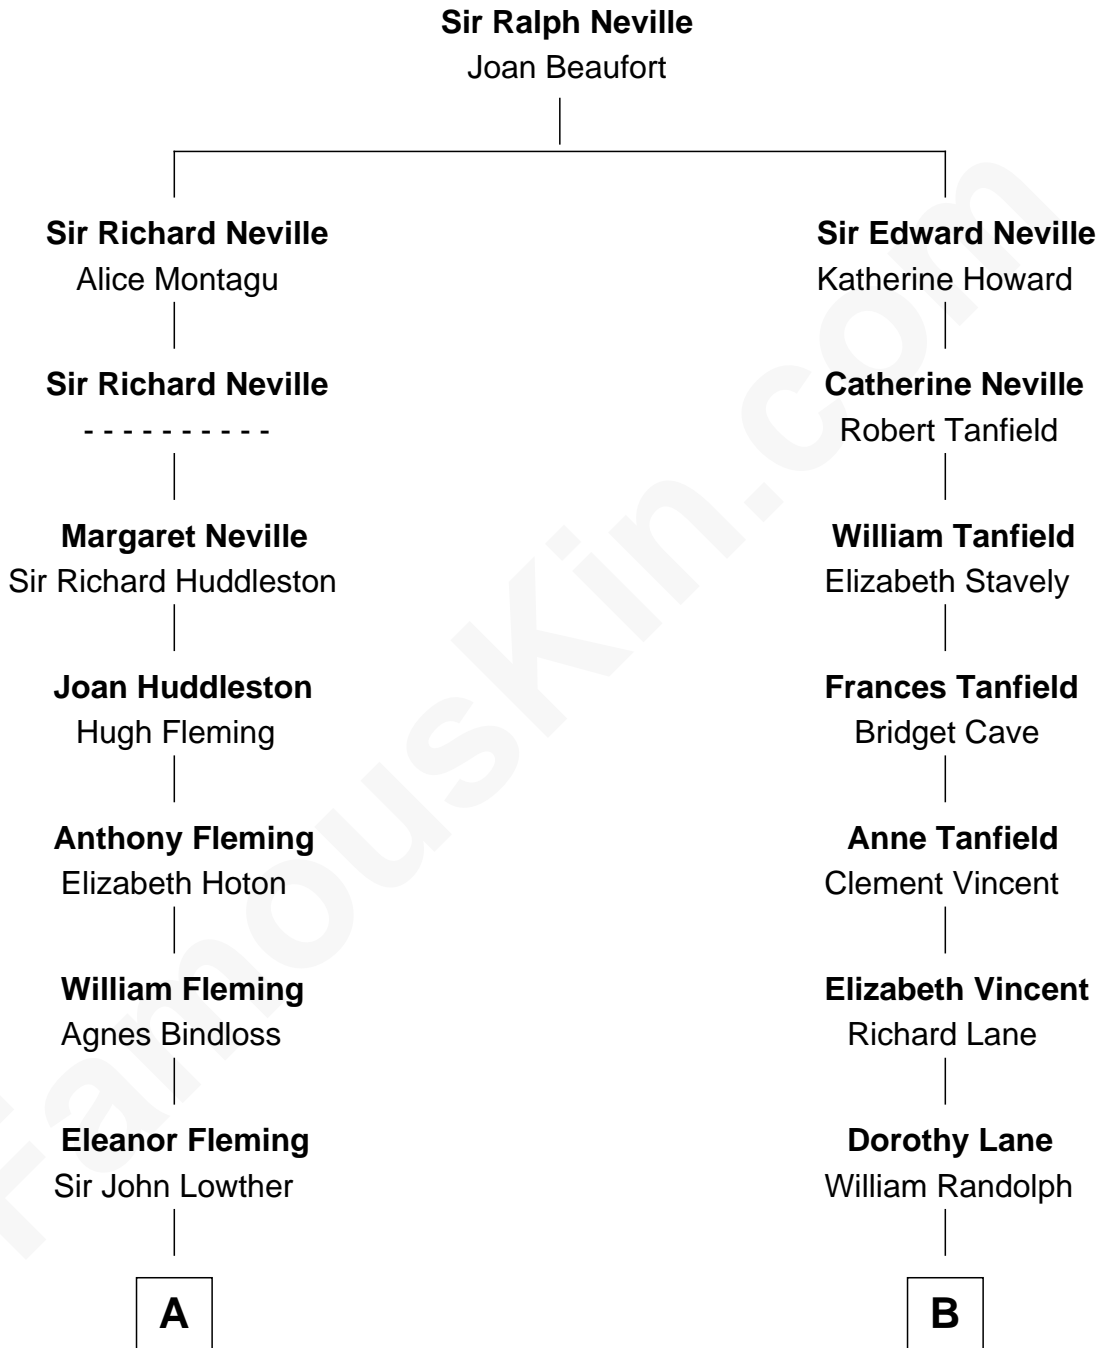 Sir Ralph Neville
Joan Beaufort
Sir Richard Neville
Alice Montagu
Sir Edward Neville
Katherine Howard
Sir Richard Neville
- - - - - - - - - -
Catherine Neville
Robert Tanfield
Margaret Neville
Sir Richard Huddleston
William Tanfield
Elizabeth Stavely
Joan Huddleston
Hugh Fleming
Frances Tanfield
Bridget Cave
Anthony Fleming
Elizabeth Hoton
Anne Tanfield
Clement Vincent
William Fleming
Agnes Bindloss
Elizabeth Vincent
Richard Lane
Eleanor Fleming
Sir John Lowther
Dorothy Lane
William Randolph
A
B
FamousKin.com